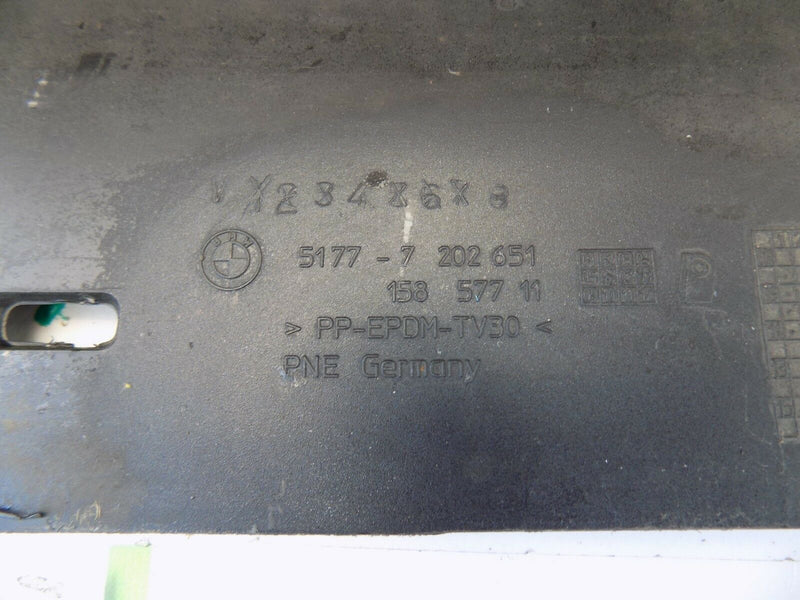 5177 - 7 202 651
158 577 11
> PP-EPDM-TV30 <
PNE Germany